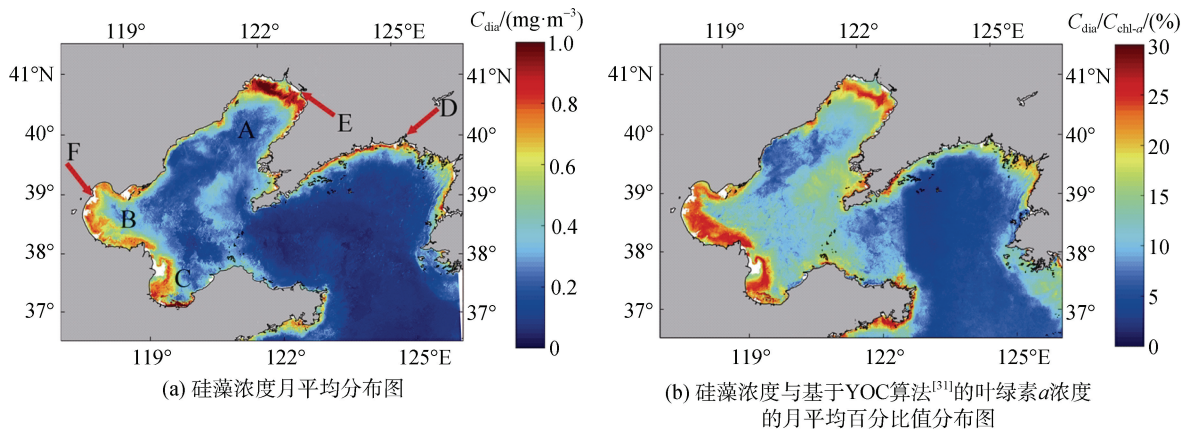 C_dia/(mg·m⁻³)
119° 122° 125°E
1.0
41°N 41°N
0.8
E D
A
40° 40°
0.6
F
39° 39°
B
0.4
38° 38°
C
0.2
37° 37°
0
119° 122° 125°E
(a) 硅藻浓度月平均分布图
C_dia/C_chl-a/(%)
119° 122° 125°E
30
41°N 41°N
25
40° 40°
20
39° 39°
15
38° 38°
10
5
37° 37°
0
119° 122° 125°E
(b) 硅藻浓度与基于YOC算法[31]的叶绿素a浓度
的月平均百分比值分布图